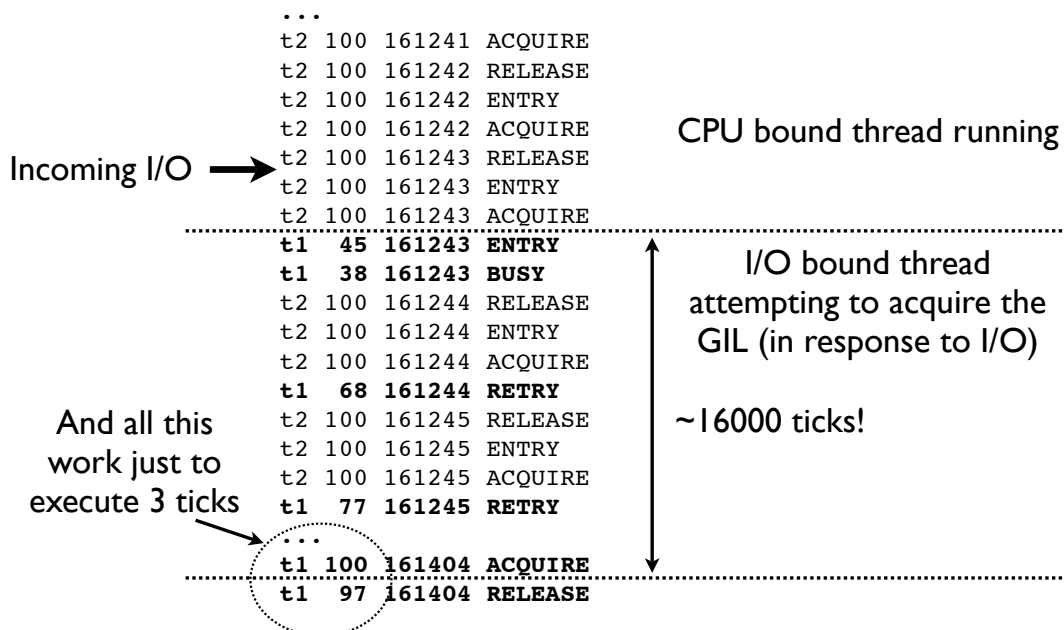 ...
t2 100 161241 ACQUIRE
t2 100 161242 RELEASE
t2 100 161242 ENTRY
t2 100 161242 ACQUIRE
t2 100 161243 RELEASE
t2 100 161243 ENTRY
t2 100 161243 ACQUIRE
t1 45 161243 ENTRY
t1 38 161243 BUSY
t2 100 161244 RELEASE
t2 100 161244 ENTRY
t2 100 161244 ACQUIRE
t1 68 161244 RETRY
t2 100 161245 RELEASE
t2 100 161245 ENTRY
t2 100 161245 ACQUIRE
t1 77 161245 RETRY
...
t1 100 161404 ACQUIRE
t1 97 161404 RELEASE
Incoming I/O
And all this
work just to
execute 3 ticks
CPU bound thread running
I/O bound thread
attempting to acquire the
GIL (in response to I/O)
~16000 ticks!